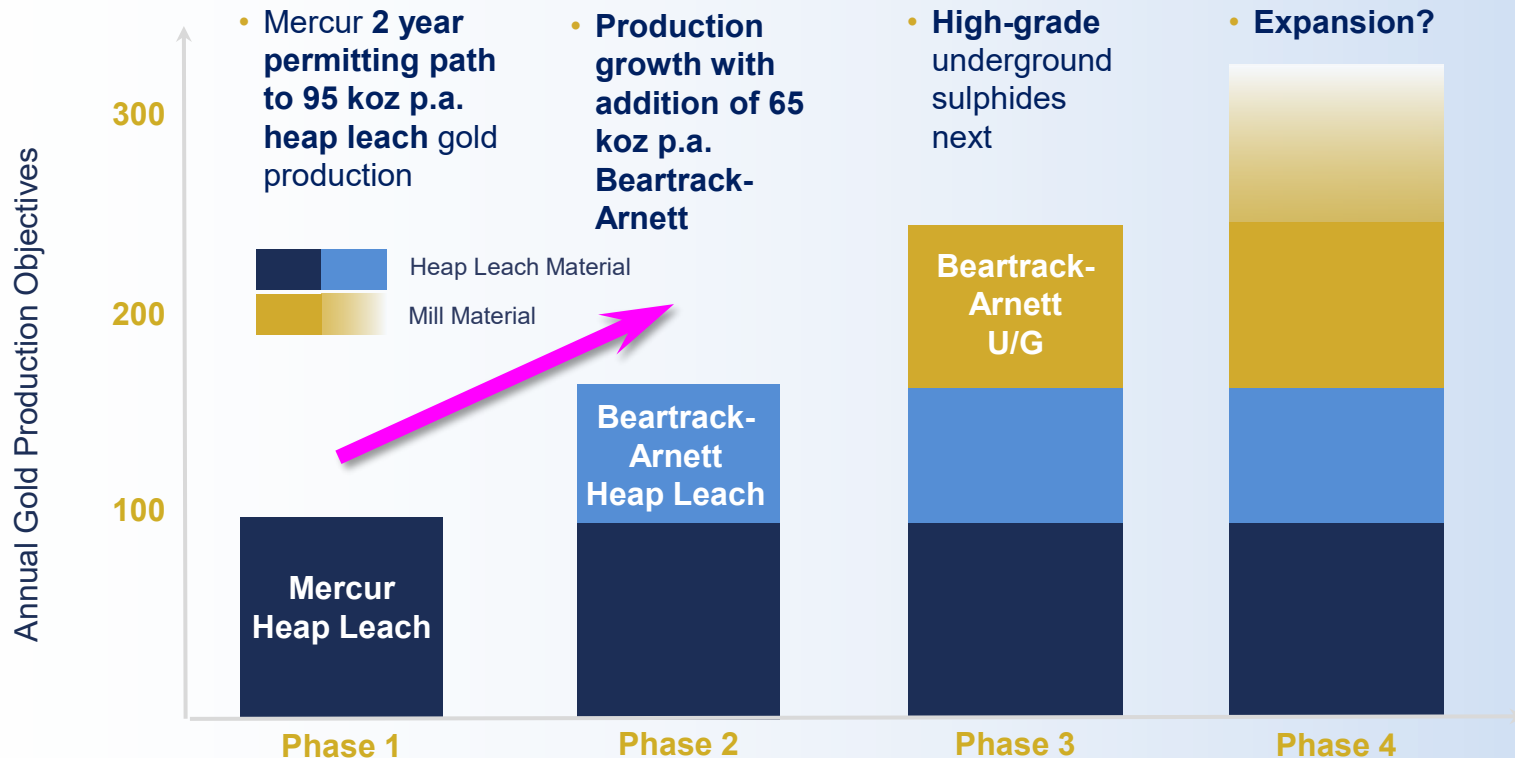 • Mercur 2 year
permitting path
to 95 koz p.a.
heap leach gold
production
• Production
growth with
addition of 65
koz p.a.
Beartrack-
Arnett
• High-grade
underground
sulphides
next
• Expansion?
Annual Gold Production Objectives
300
200
100
Heap Leach Material
Mill Material
Mercur
Heap Leach
Beartrack-
Arnett
Heap Leach
Beartrack-
Arnett
U/G
Phase 1
Phase 2
Phase 3
Phase 4